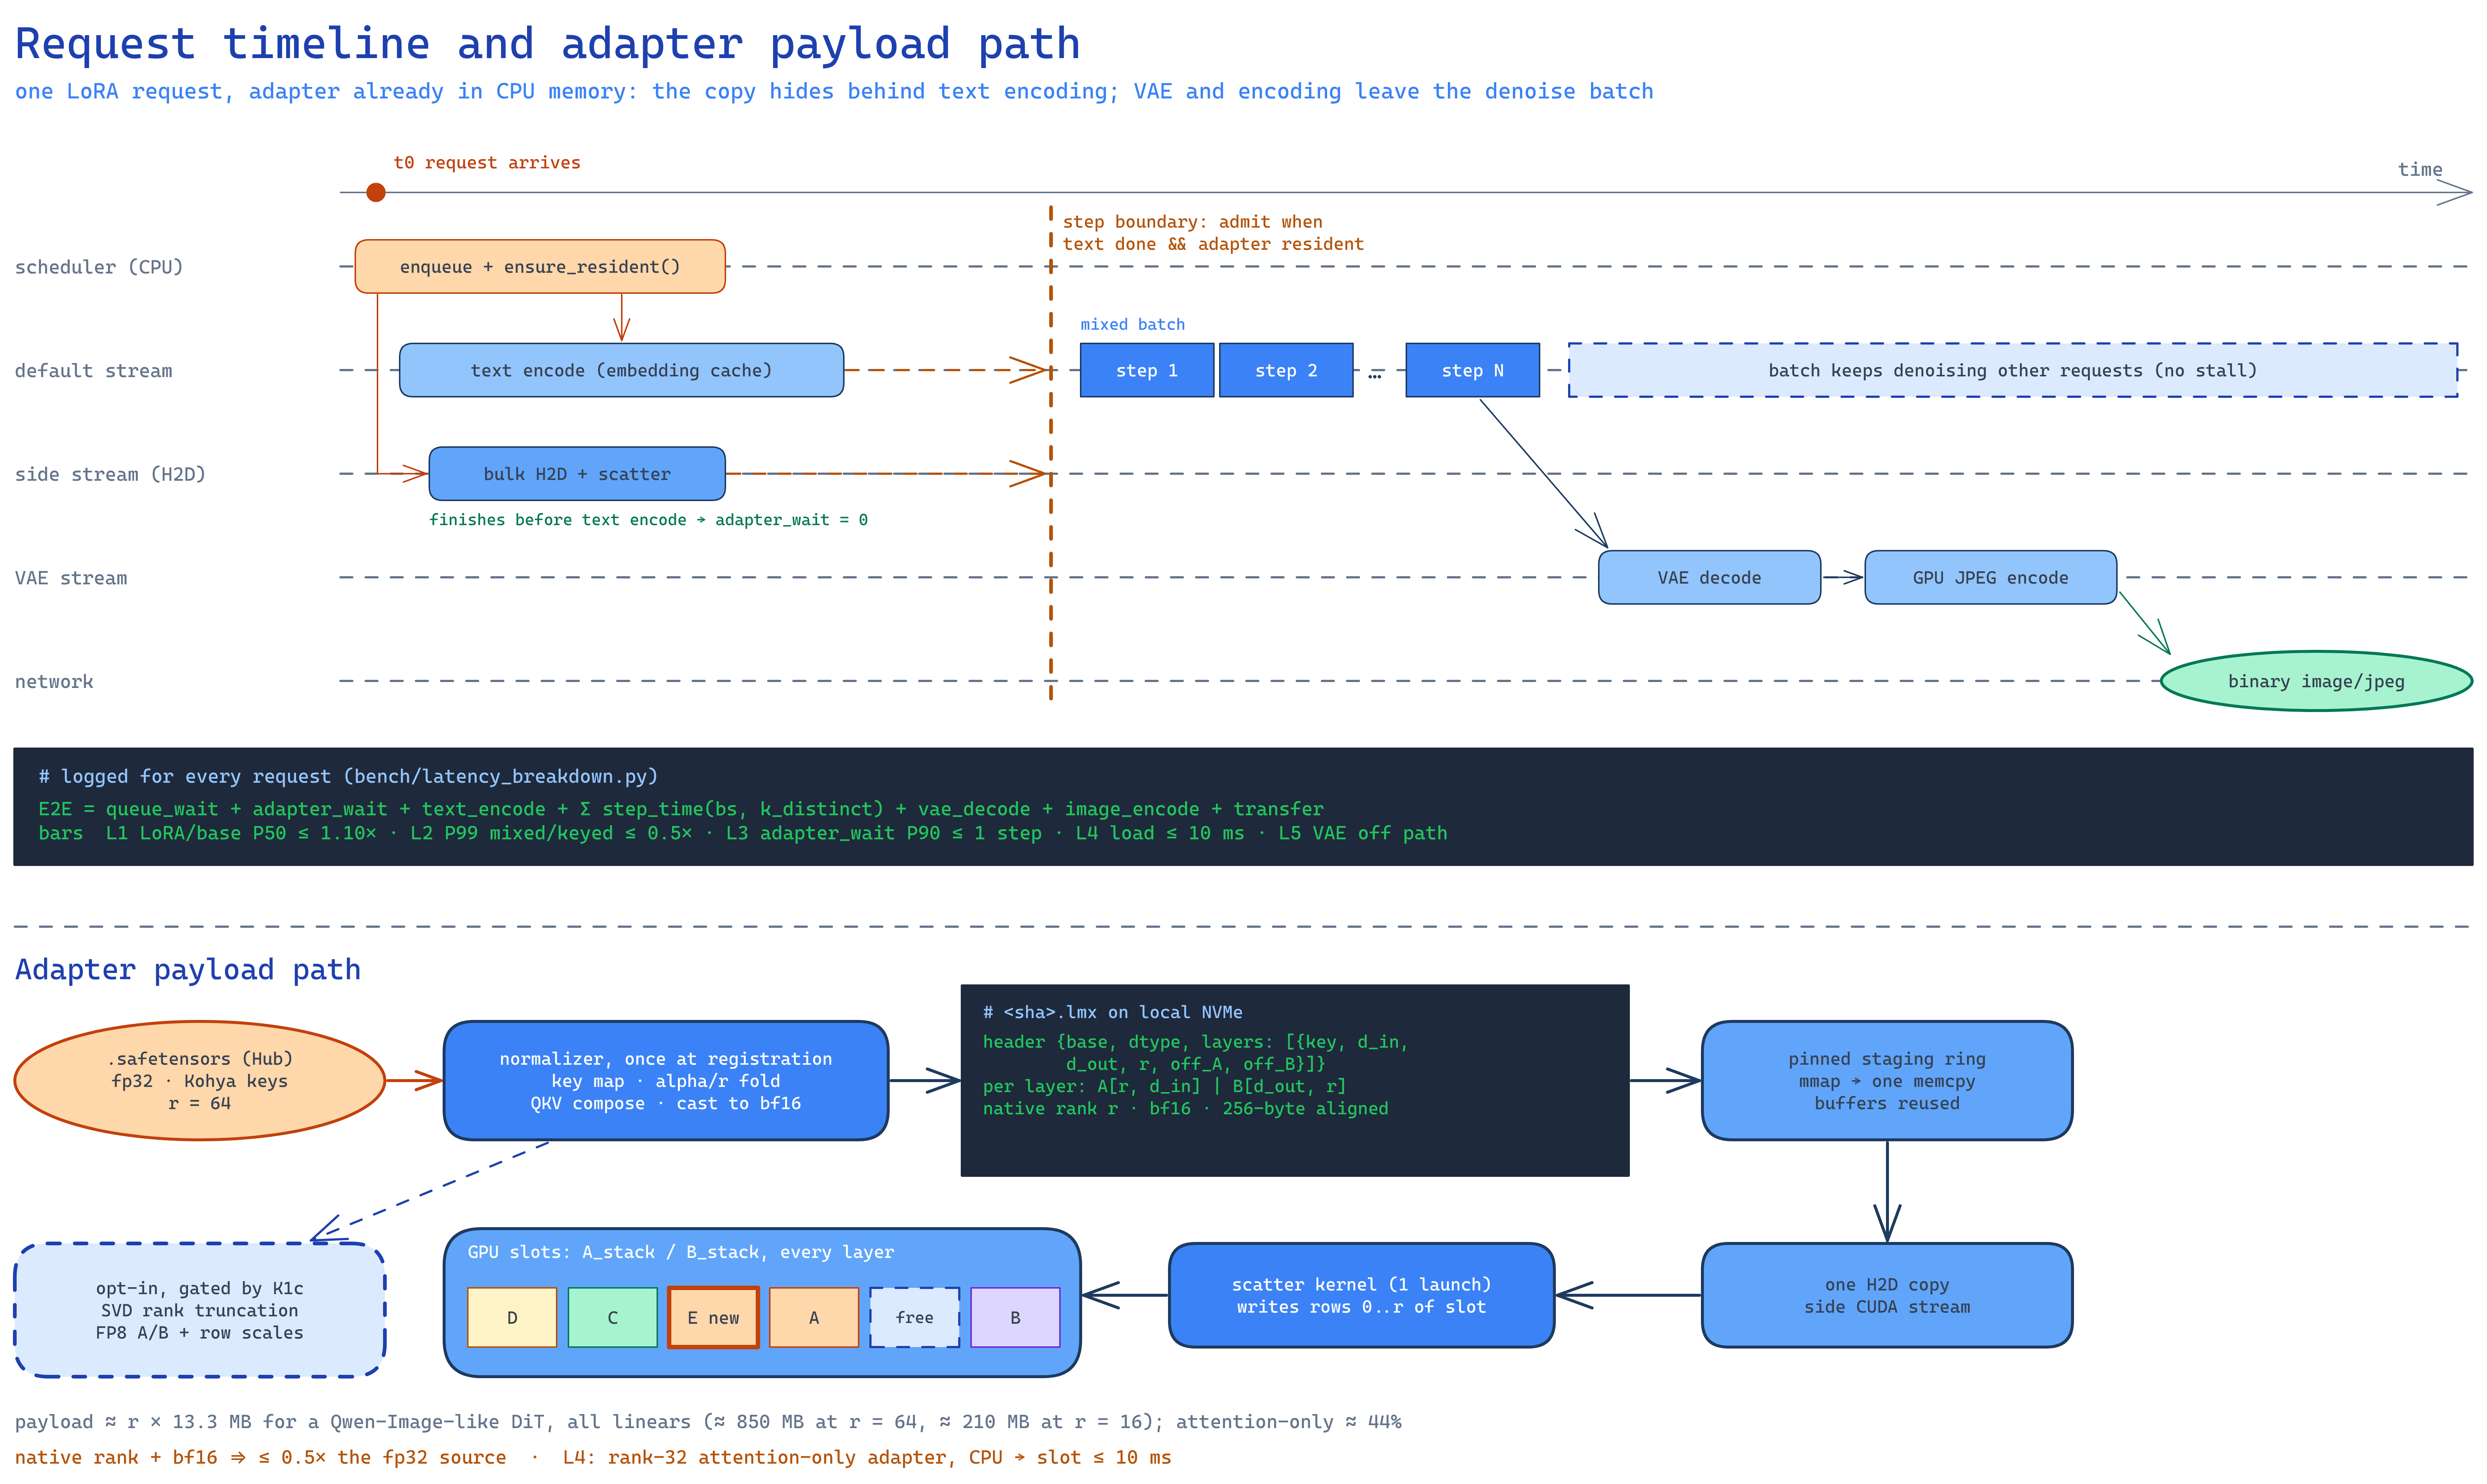 Request timeline and adapter payload path
one LoRA request, adapter already in CPU memory: the copy hides behind text encoding; VAE and encoding leave the denoise batch
t0 request arrives
time
step boundary: admit when
text done && adapter resident
scheduler (CPU)
enqueue + ensure_resident()
mixed batch
default stream
text encode (embedding cache)
step 1
step 2
…
step N
batch keeps denoising other requests (no stall)
side stream (H2D)
bulk H2D + scatter
finishes before text encode → adapter_wait = 0
VAE stream
VAE decode
GPU JPEG encode
network
binary image/jpeg
# logged for every request (bench/latency_breakdown.py)
E2E = queue_wait + adapter_wait + text_encode + Σ step_time(bs, k_distinct) + vae_decode + image_encode + transfer
bars  L1 LoRA/base P50 ≤ 1.10× · L2 P99 mixed/keyed ≤ 0.5× · L3 adapter_wait P90 ≤ 1 step · L4 load ≤ 10 ms · L5 VAE off path
Adapter payload path
.safetensors (Hub)
fp32 · Kohya keys
r = 64
normalizer, once at registration
key map · alpha/r fold
QKV compose · cast to bf16
# <sha>.lmx on local NVMe
header {base, dtype, layers: [{key, d_in,
d_out, r, off_A, off_B}]}
per layer: A[r, d_in] | B[d_out, r]
native rank r · bf16 · 256-byte aligned
pinned staging ring
mmap → one memcpy
buffers reused
opt-in, gated by K1c
SVD rank truncation
FP8 A/B + row scales
GPU slots: A_stack / B_stack, every layer
D
C
E new
A
free
B
scatter kernel (1 launch)
writes rows 0..r of slot
one H2D copy
side CUDA stream
payload ≈ r × 13.3 MB for a Qwen-Image-like DiT, all linears (≈ 850 MB at r = 64, ≈ 210 MB at r = 16); attention-only ≈ 44%
native rank + bf16 ⇒ ≤ 0.5× the fp32 source  ·  L4: rank-32 attention-only adapter, CPU → slot ≤ 10 ms